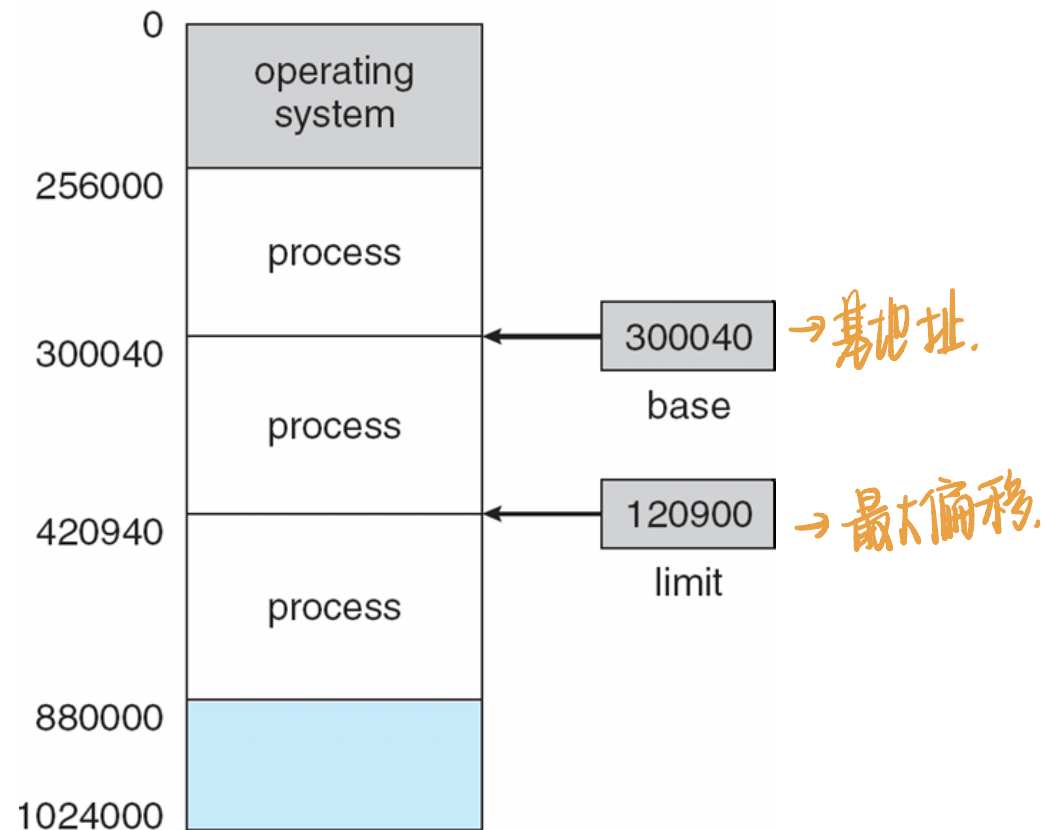 0
operating
system
256000
process
300040
300040
→基地址.
base
process
420940
120900
→最大偏移.
limit
process
880000
1024000